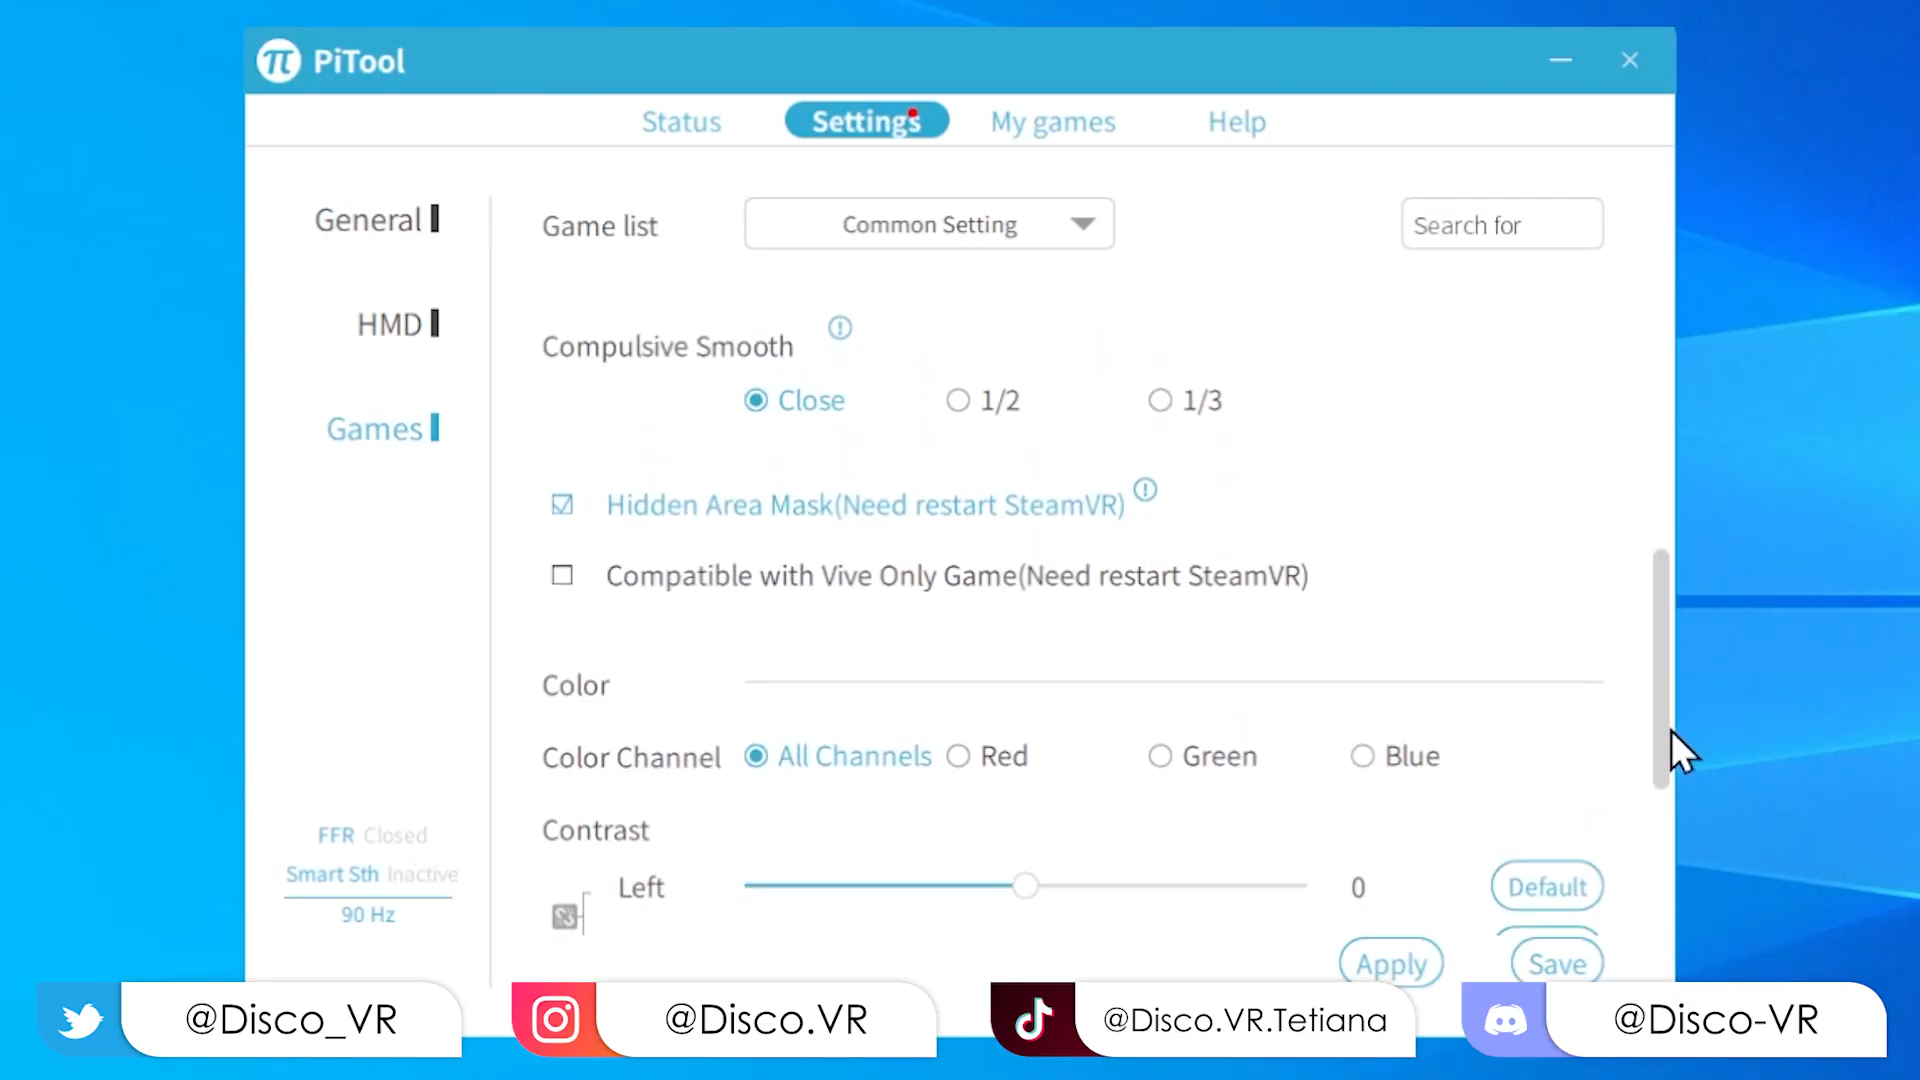 π PiTool
Status Settings My games Help
General
HMD
Games
Game list Common Setting Search for
Compulsive Smooth
Close 1/2 1/3
Hidden Area Mask(Need restart SteamVR)
Compatible with Vive Only Game(Need restart SteamVR)
Color
Color Channel All Channels Red Green Blue
Contrast
Left 0 Default
Apply Save
FFR Closed
Smart Sth Inactive
90 Hz
@Disco_VR @Disco.VR @Disco.VR.Tetiana @Disco-VR